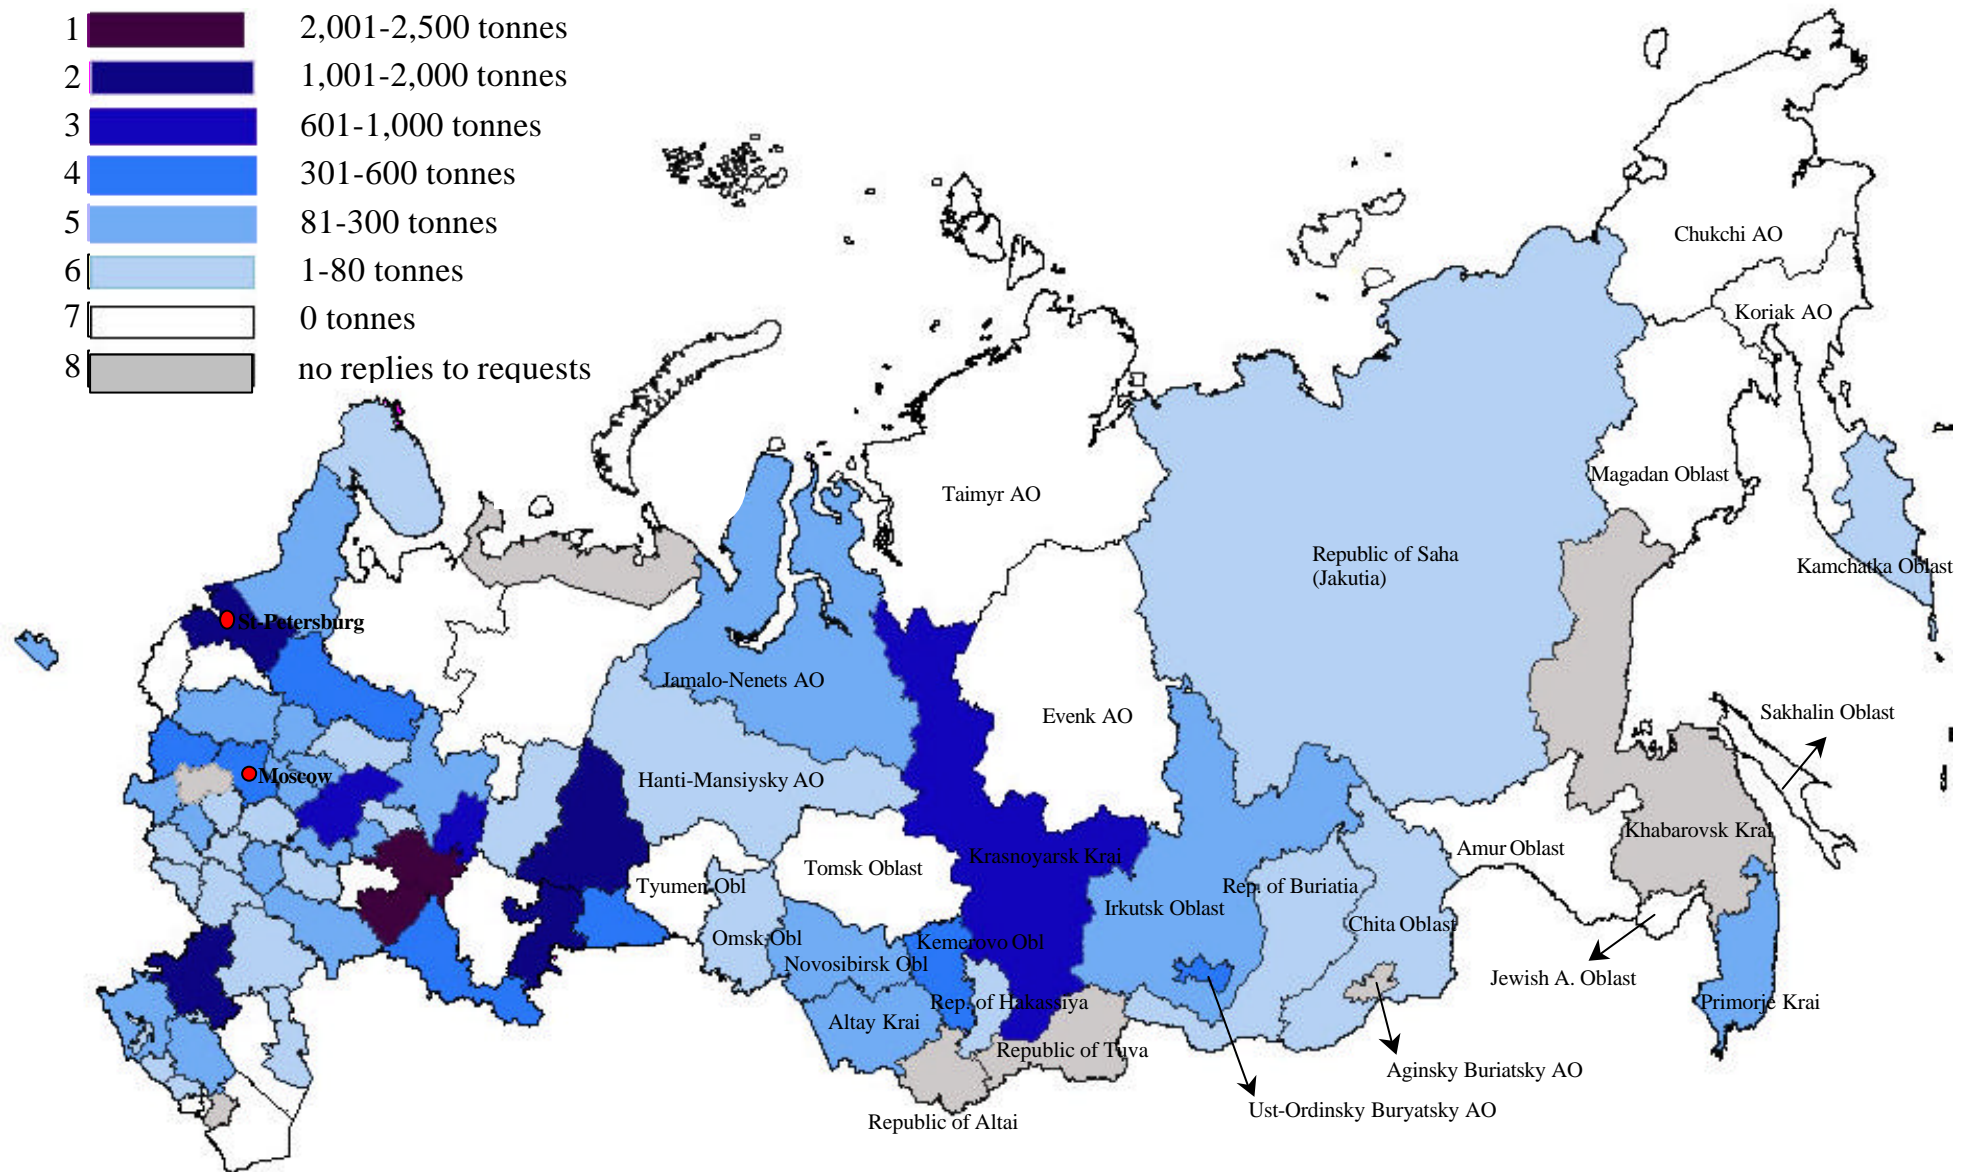 1 2,001-2,500 tonnes
2 1,001-2,000 tonnes
3 601-1,000 tonnes
4 301-600 tonnes
5 81-300 tonnes
6 1-80 tonnes
7 0 tonnes
8 no replies to requests
Chukchi AO
Koriak AO
Magadan Oblast
Taimyr AO
Republic of Saha
(Jakutia)
Kamchatka Oblast
St-Petersburg
Jamalo-Nenets AO
Evenk AO
Sakhalin Oblast
Moscow
Hanti-Mansiysky AO
Khabarovsk Krai
Krasnoyarsk Krai
Amur Oblast
Tomsk Oblast
Tyumen Obl
Rep. of Buriatia
Irkutsk Oblast
Chita Oblast
Omsk Obl
Kemerovo Obl
Novosibirsk Obl
Jewish A. Oblast
Rep. of Hakassiya
Primorje Krai
Altay Krai
Republic of Tuva
Aginsky Buriatsky AO
Ust-Ordinsky Buryatsky AO
Republic of Altai